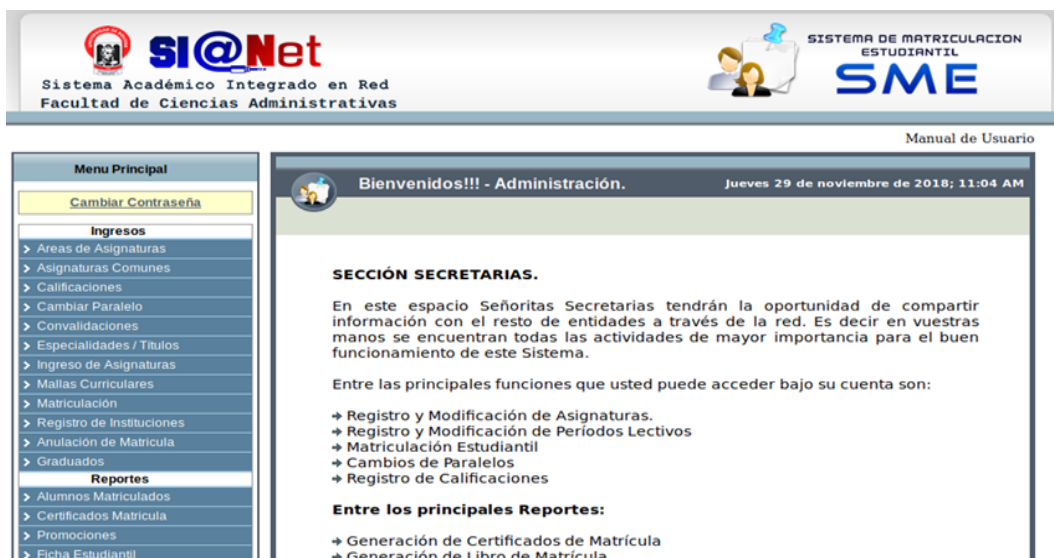 SI@Net
Sistema Académico Integrado en Red
Facultad de Ciencias Administrativas
SISTEMA DE MATRICULACION
ESTUDIANTIL
SME
Manual de Usuario
Menu Principal
Cambiar Contraseña
Ingresos
Areas de Asignaturas
Asignaturas Comunes
Calificaciones
Cambiar Paralelo
Convalidaciones
Especialidades / Titulos
Ingreso de Asignaturas
Mallas Curriculares
Matriculación
Registro de Instituciones
Anulación de Matricula
Graduados
Reportes
Alumnos Matriculados
Certificados Matricula
Promociones
Ficha Estudiantil
Bienvenidos!!! - Administración.
Jueves 29 de noviembre de 2018; 11:04 AM
SECCIÓN SECRETARIAS.
En este espacio Señoritas Secretarias tendrán la oportunidad de compartir
información con el resto de entidades a través de la red. Es decir en vuestras
manos se encuentran todas las actividades de mayor importancia para el buen
funcionamiento de este Sistema.
Entre las principales funciones que usted puede acceder bajo su cuenta son:
Registro y Modificación de Asignaturas.
Registro y Modificación de Períodos Lectivos
Matriculación Estudiantil
Cambios de Paralelos
Registro de Calificaciones
Entre los principales Reportes:
Generación de Certificados de Matrícula
Generación de Libro de Matrícula